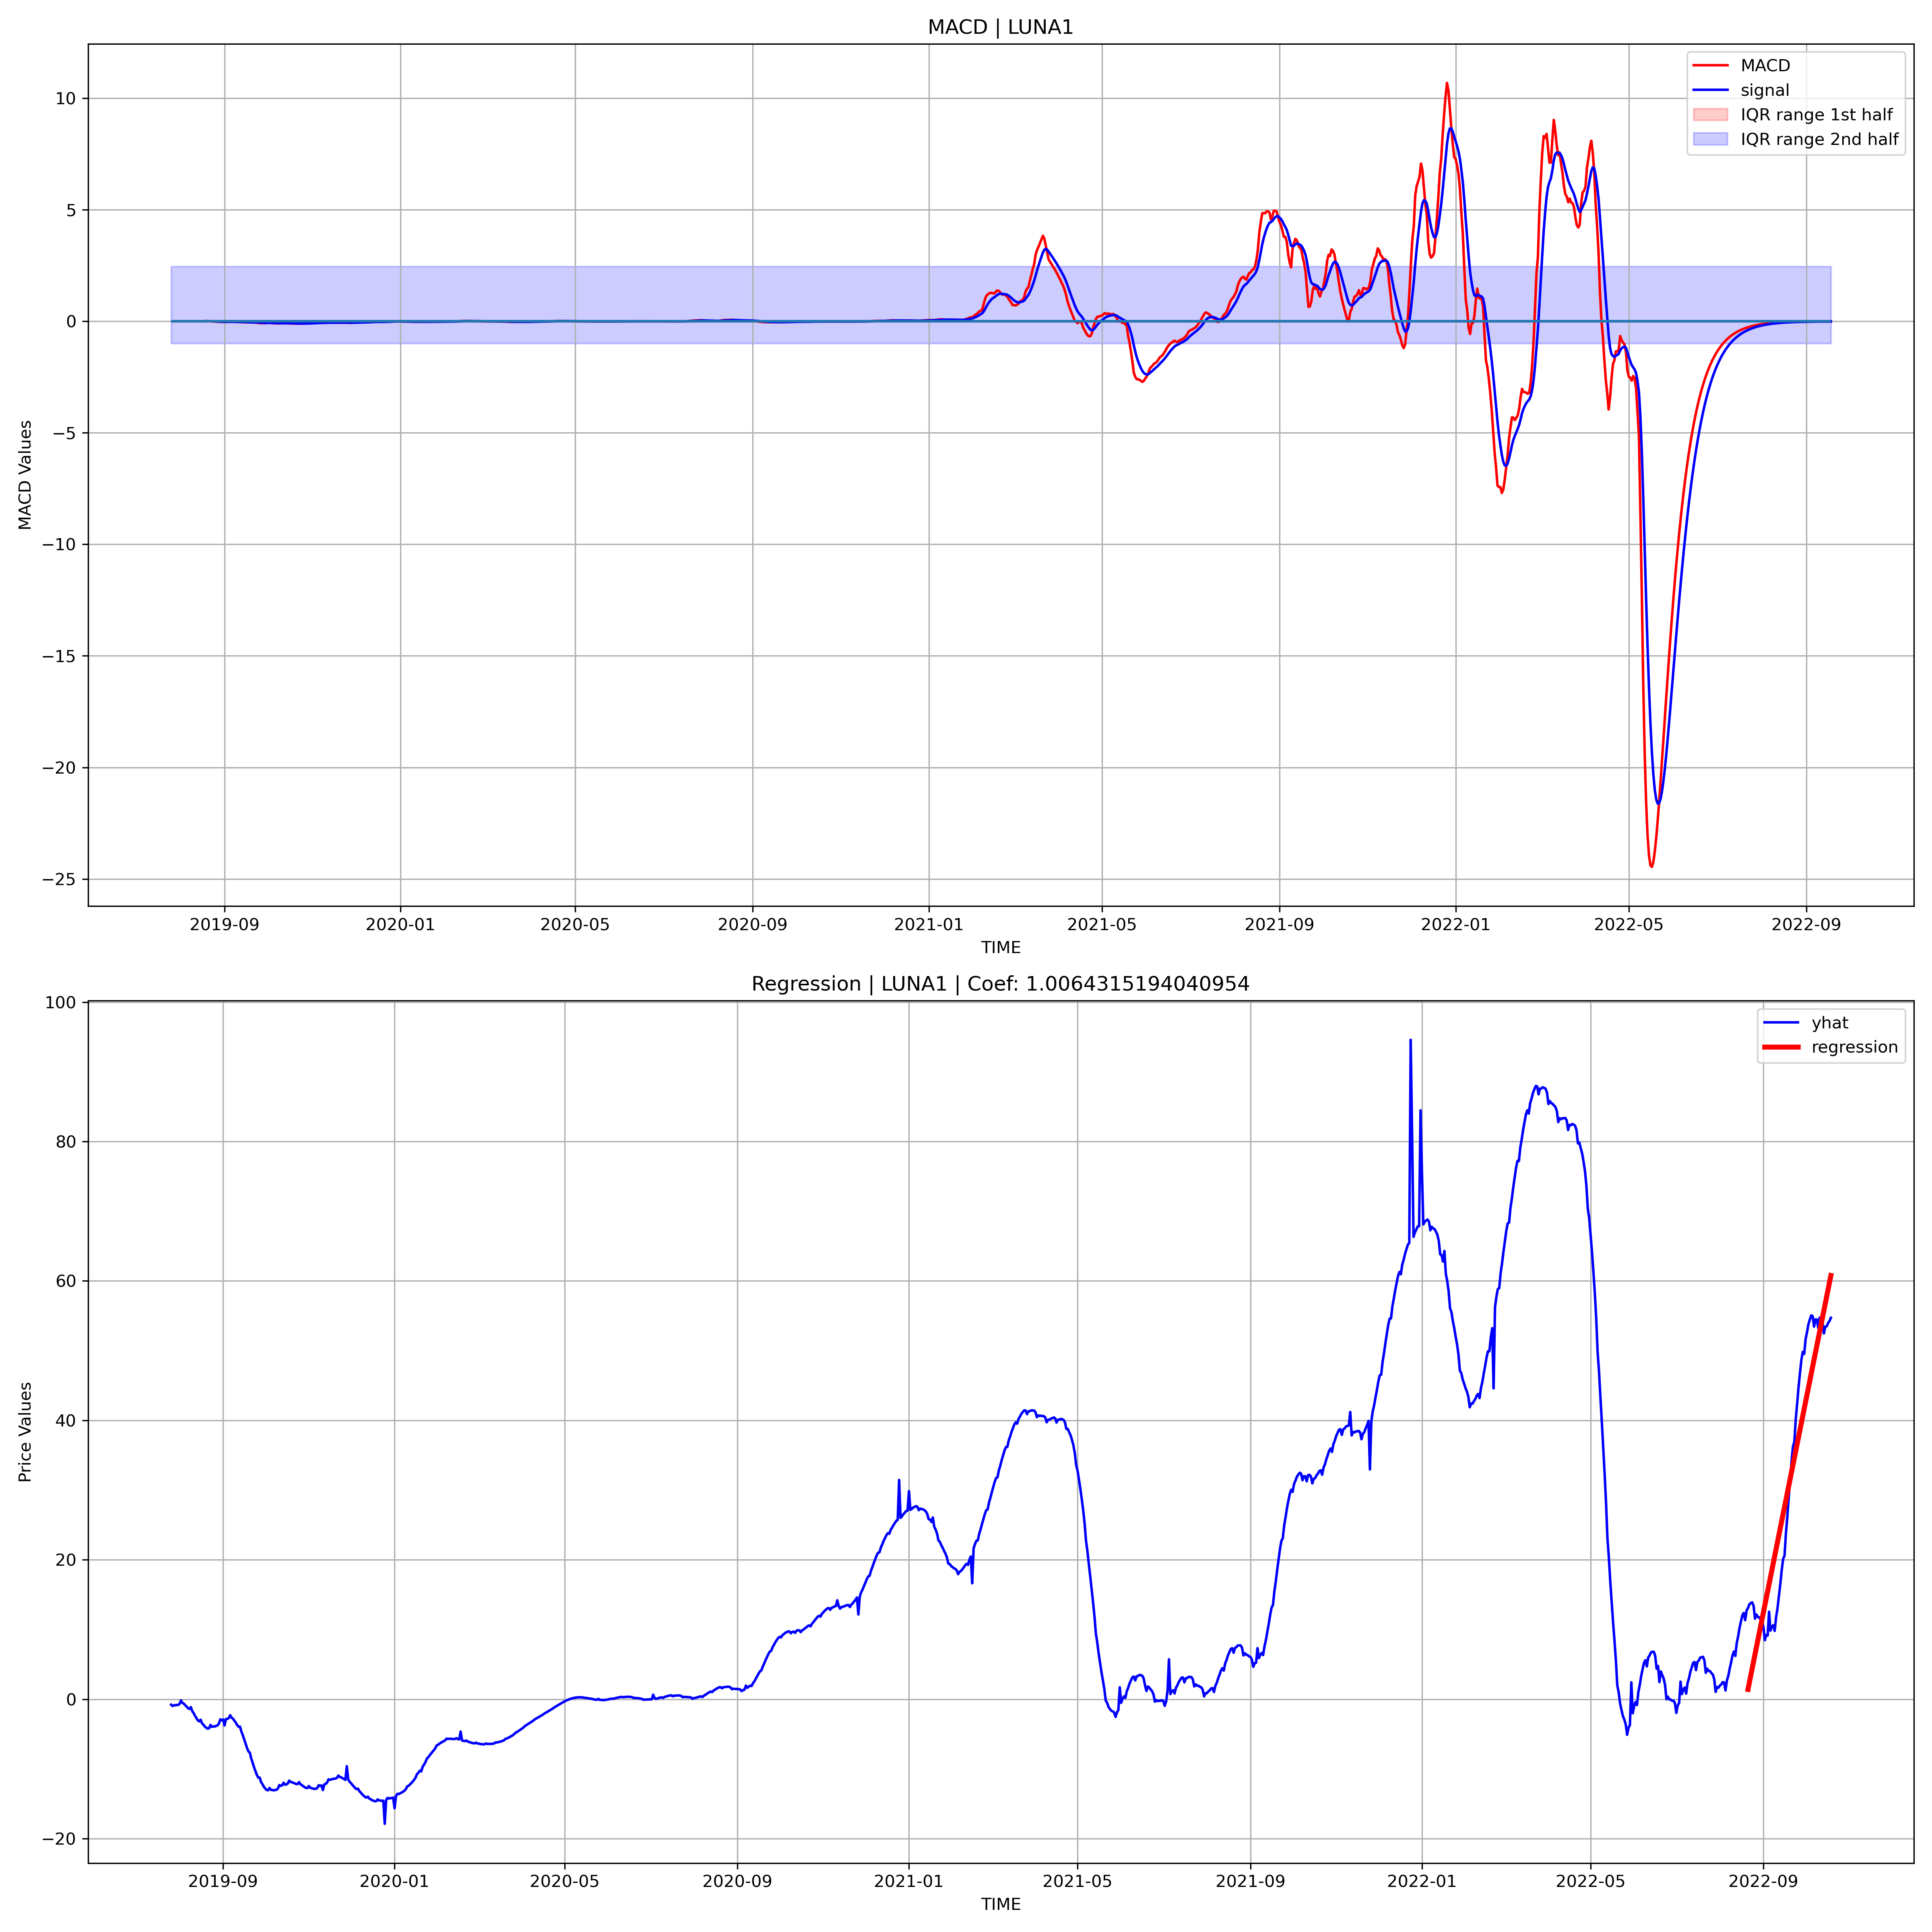 MACD | LUNA1
MACD
signal
IQR range 1st half
IQR range 2nd half
10
5
0
−5
−10
−15
−20
−25
MACD Values
2019-09 2020-01 2020-05 2020-09 2021-01 2021-05 2021-09 2022-01 2022-05 2022-09
TIME
Regression | LUNA1 | Coef: 1.0064315194040954
yhat
regression
100
80
60
40
20
0
−20
Price Values
2019-09 2020-01 2020-05 2020-09 2021-01 2021-05 2021-09 2022-01 2022-05 2022-09
TIME